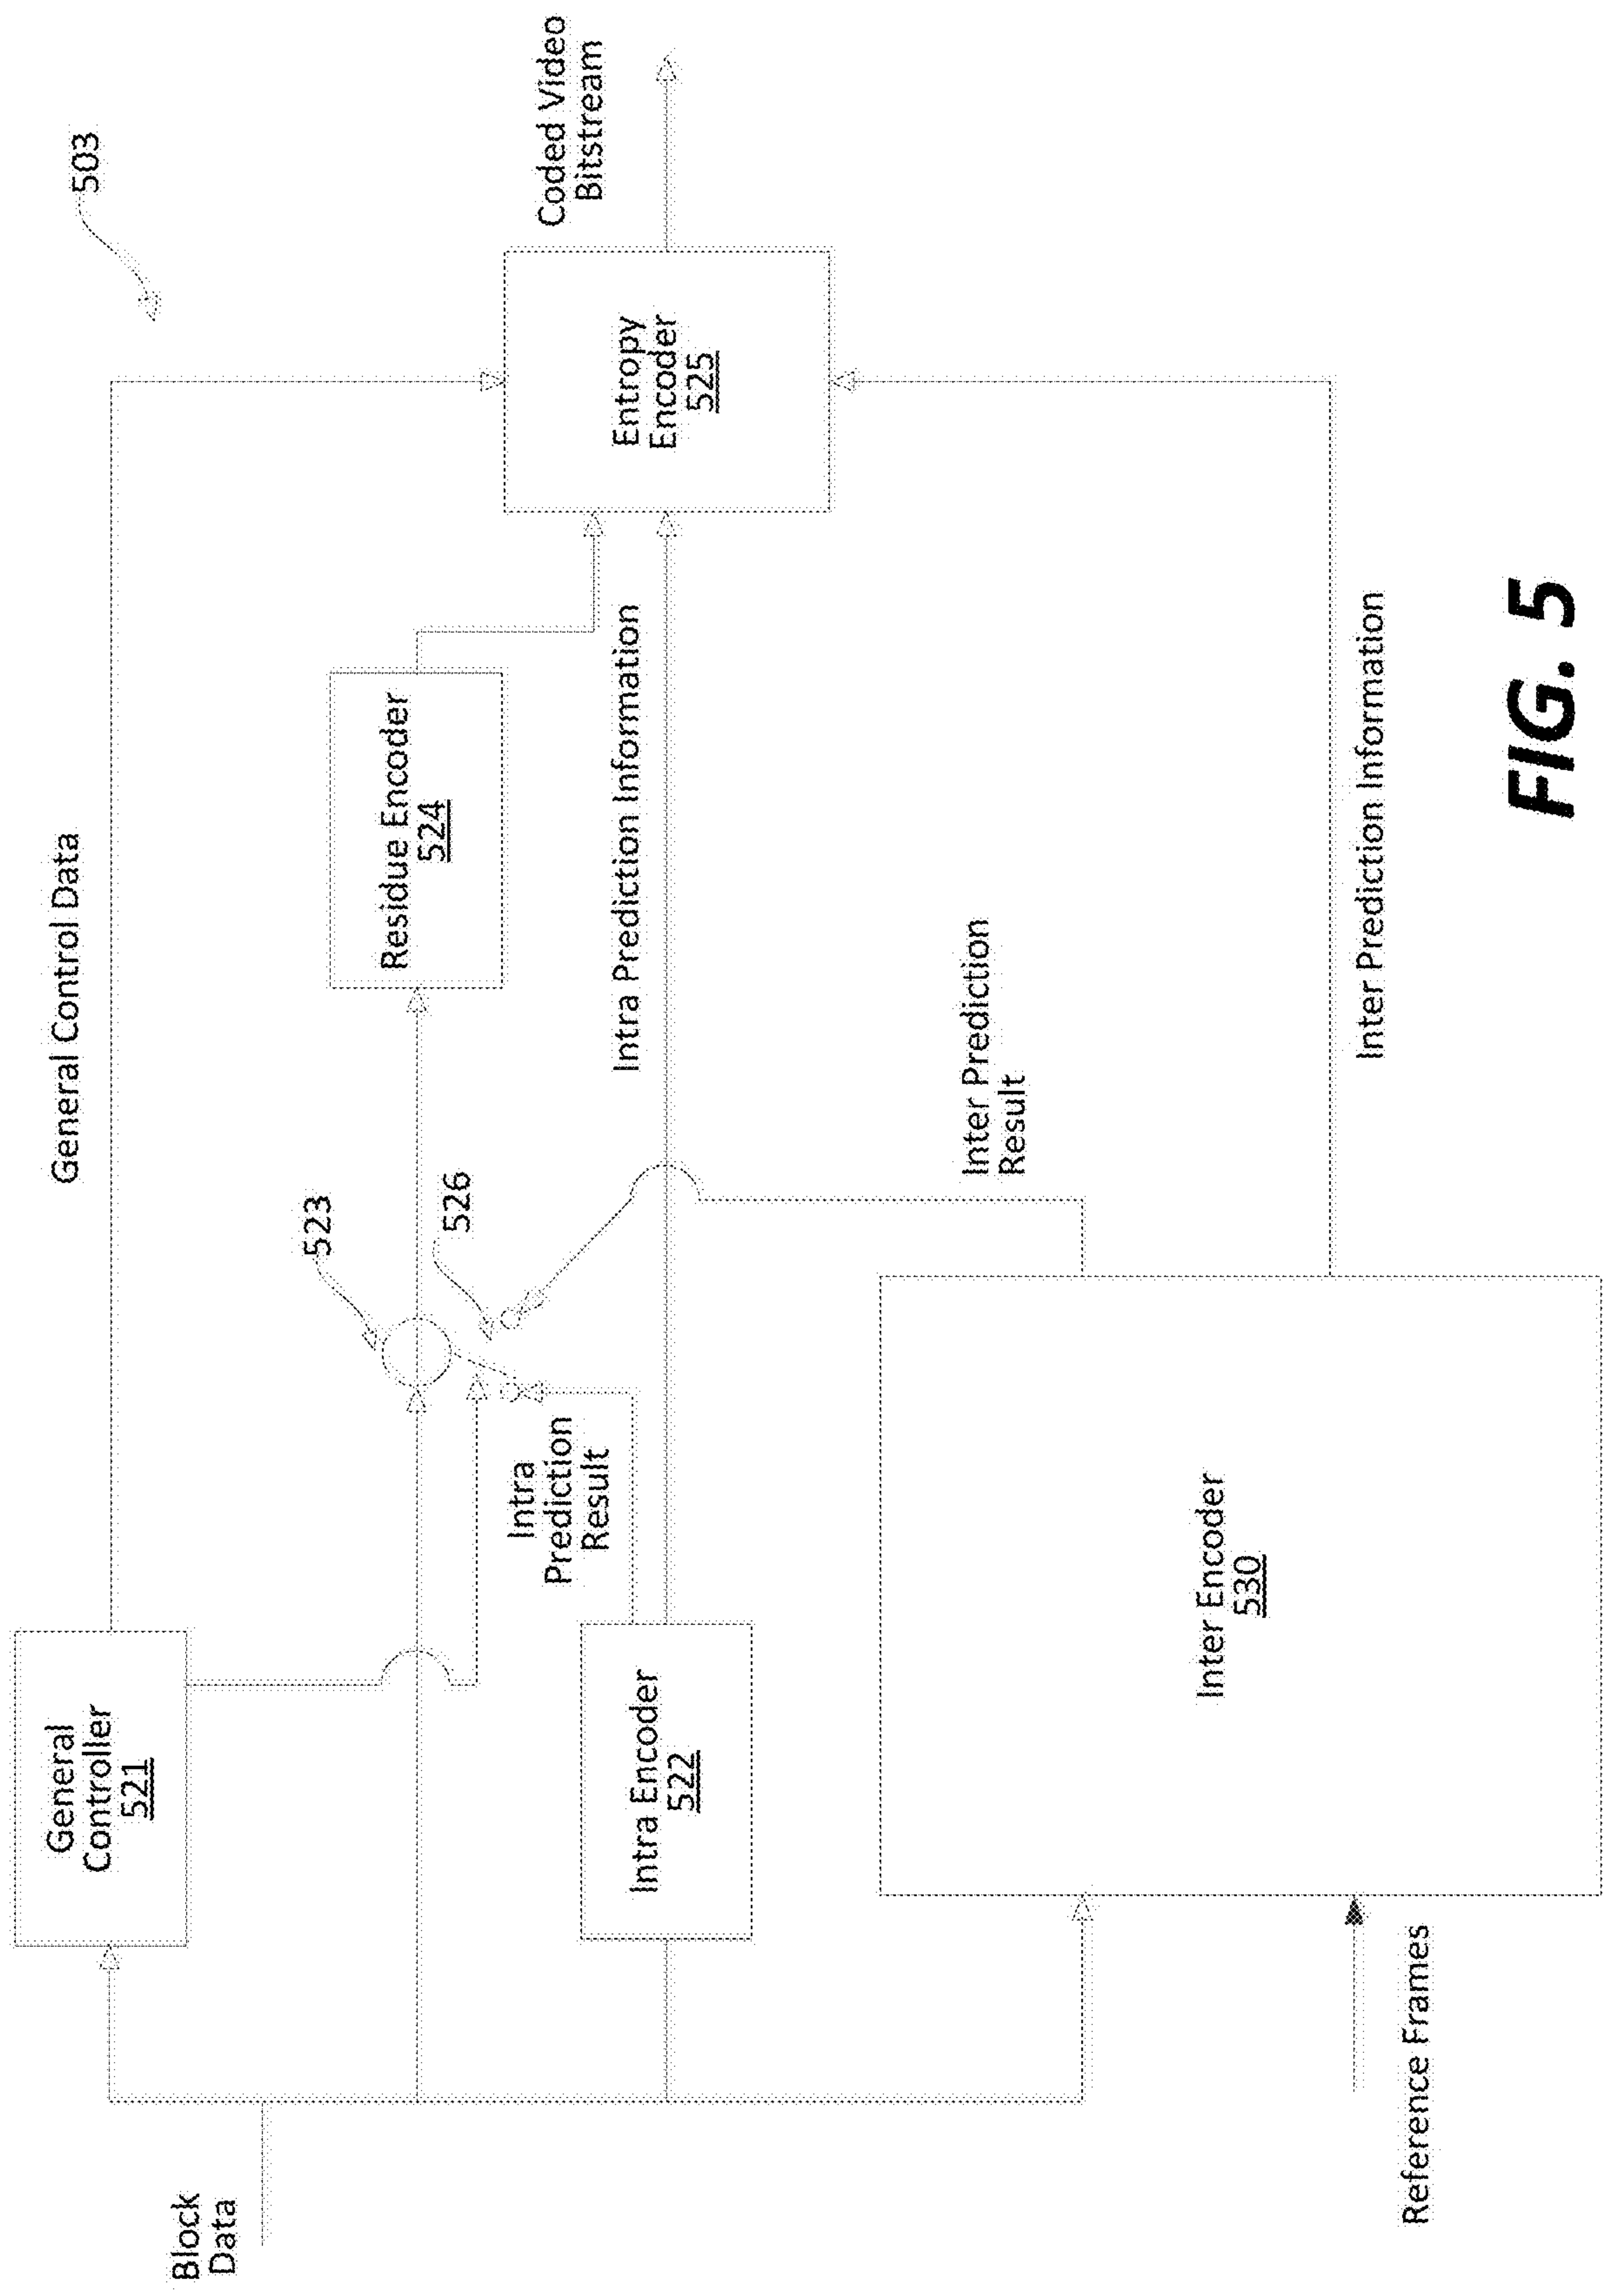 503
General Control Data
General
Controller
521
Block
Data
523
526
Residue Encoder
524
Coded Video
Bitstream
Entropy
Encoder
525
Intra
Prediction
Result
Intra Prediction Information
Intra Encoder
522
Inter Prediction
Result
Inter Encoder
530
Inter Prediction Information
Reference Frames
FIG. 5